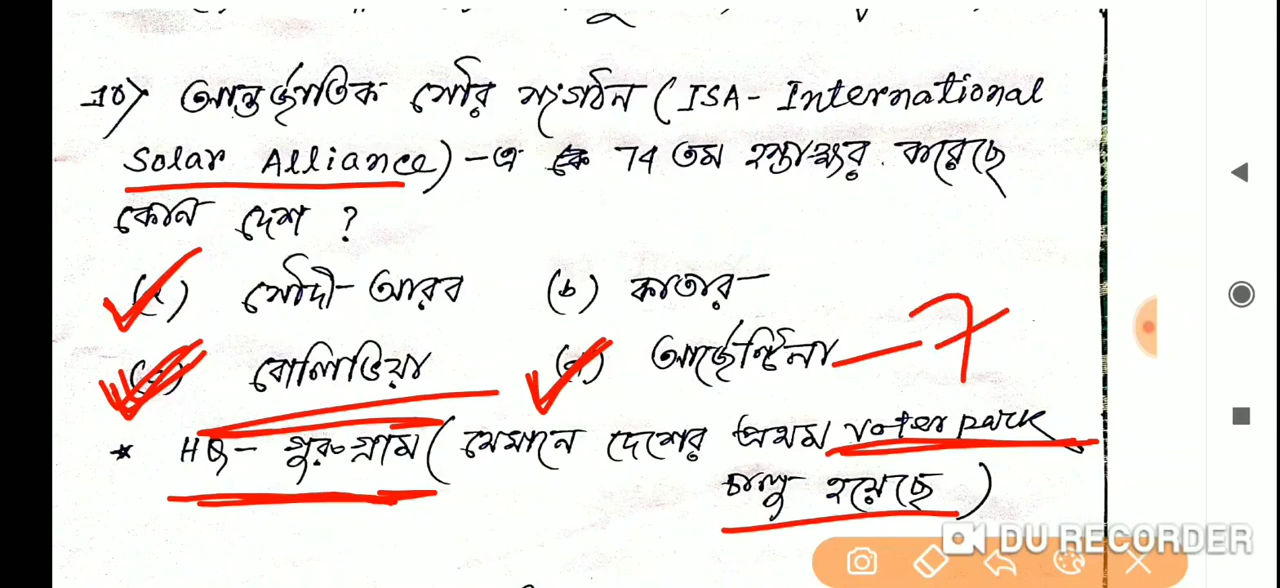 ১০) আন্তর্জাতিক সৌর সংগঠন (ISA - International
Solar Alliance) - এ কে 74 তম হস্তাক্ষর করেছে
কোন দেশ ?
সৌদী আরব (b) কাতার
বোলিভিয়া আর্জেন্টিনা
* HQ - গুরুগ্রাম ( যেখানে দেশের প্রথম voter park
চালু হয়েছে )
DU RECORDER